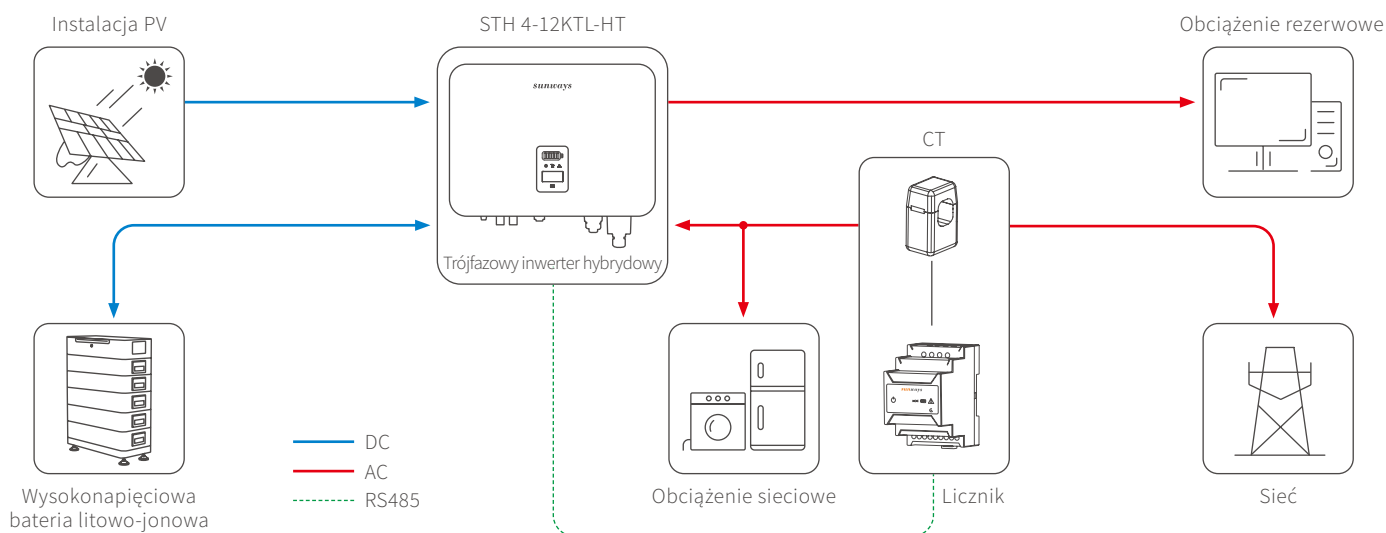 Instalacja PV
STH 4-12KTL-HT
Obciążenie rezerwowe
sunways
CT
Trójfazowy inwerter hybrydowy
sunways
DC
AC
RS485
Wysokonapięciowa
bateria litowo-jonowa
Obciążenie sieciowe
Licznik
Sieć